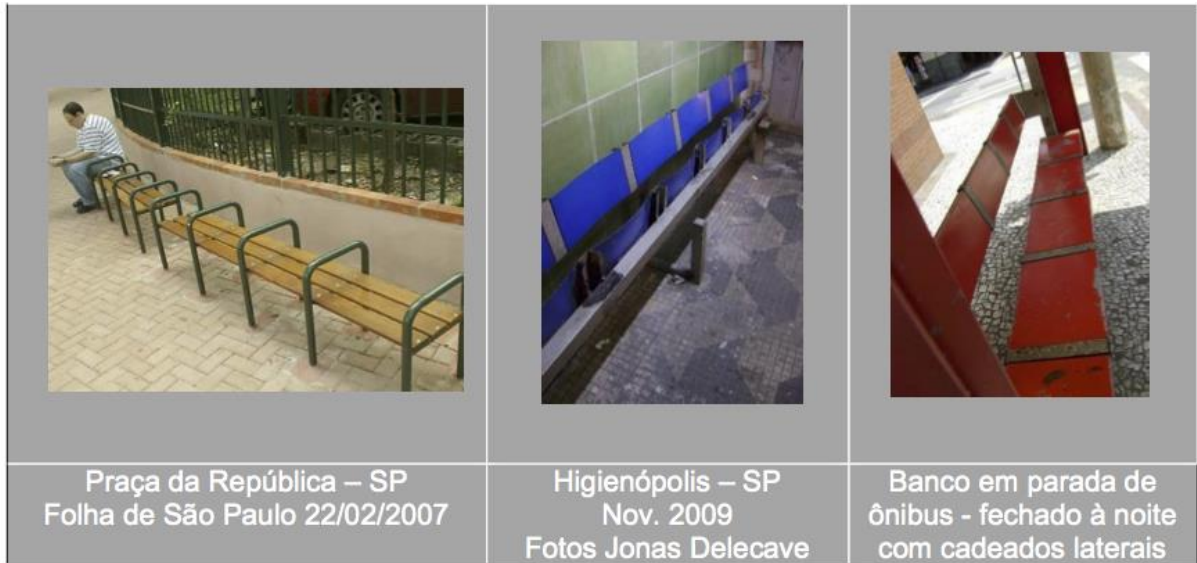 Praça da República – SP
Folha de São Paulo 22/02/2007
Higienópolis – SP
Nov. 2009
Fotos Jonas Delecave
Banco em parada de
ônibus - fechado à noite
com cadeados laterais